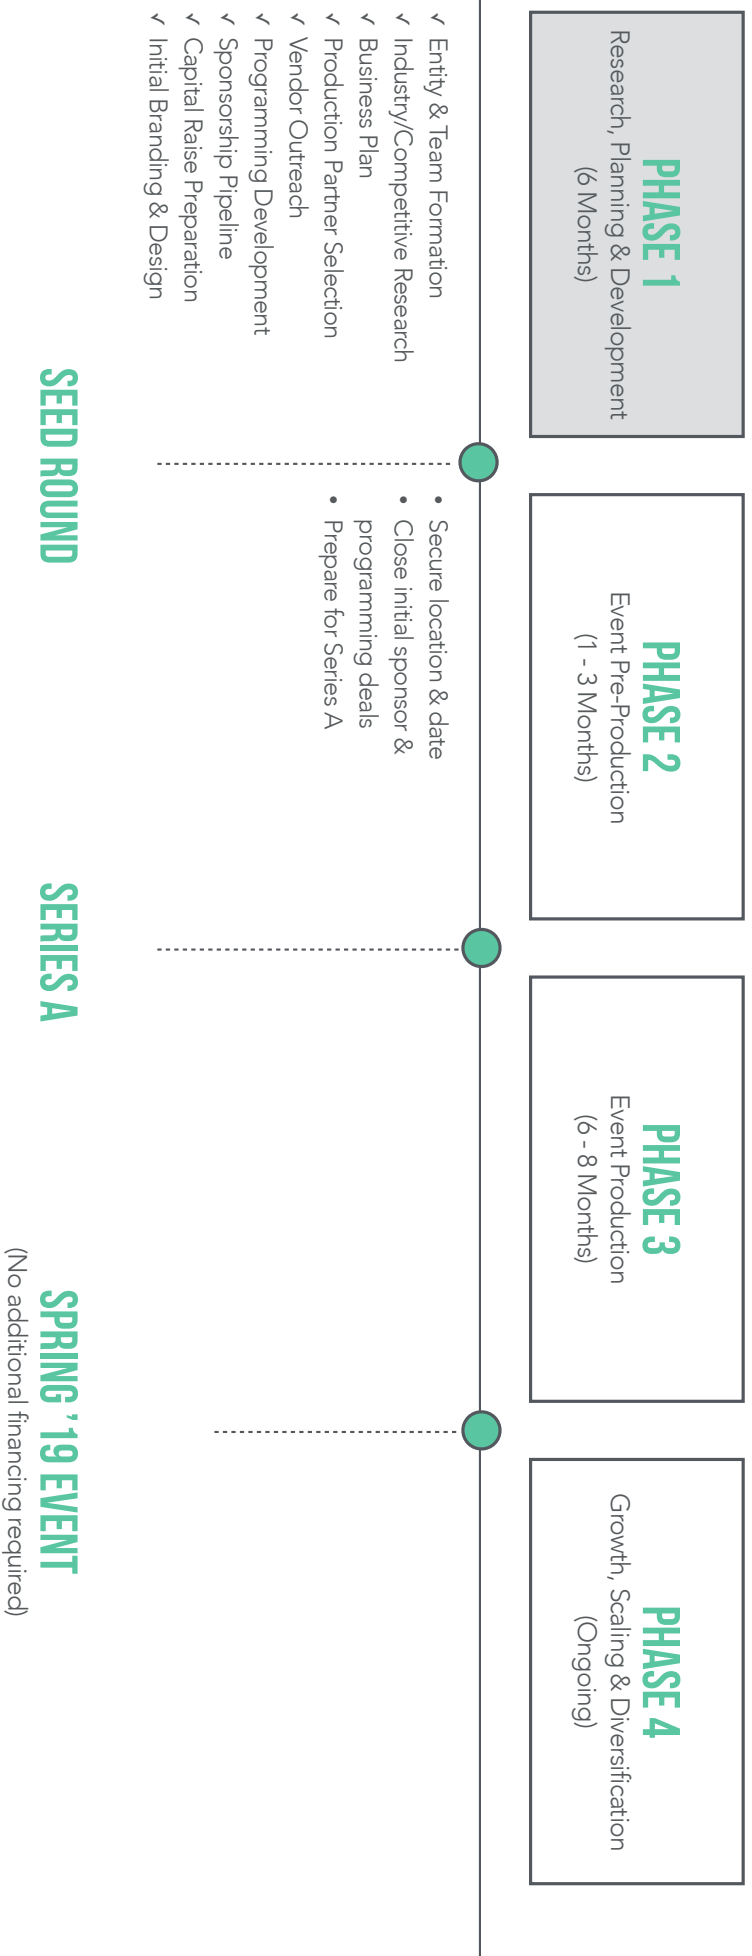 PHASE 1
Research, Planning & Development
(6 Months)
PHASE 2
Event Pre-Production
(1 - 3 Months)
PHASE 3
Event Production
(6 - 8 Months)
PHASE 4
Growth, Scaling & Diversification
(Ongoing)
✓ Entity & Team Formation
✓ Industry/Competitive Research
✓ Business Plan
✓ Production Partner Selection
✓ Vendor Outreach
✓ Programming Development
✓ Sponsorship Pipeline
✓ Capital Raise Preparation
✓ Initial Branding & Design
• Secure location & date
• Close initial sponsor &
programming deals
• Prepare for Series A
SEED ROUND
SERIES A
SPRING ’19 EVENT
(No additional financing required)